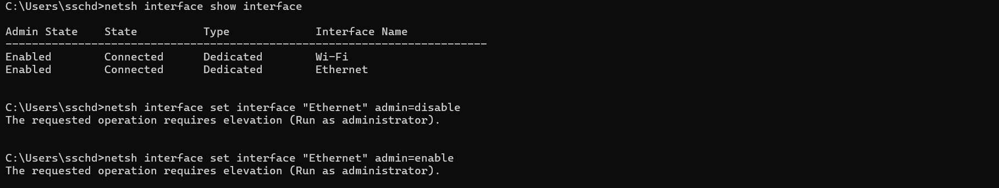 C:\Users\sschd>netsh interface show interface
Admin State    State          Type             Interface Name
-------------------------------------------------------------------------
Enabled        Connected      Dedicated        Wi-Fi
Enabled        Connected      Dedicated        Ethernet
C:\Users\sschd>netsh interface set interface "Ethernet" admin=disable
The requested operation requires elevation (Run as administrator).
C:\Users\sschd>netsh interface set interface "Ethernet" admin=enable
The requested operation requires elevation (Run as administrator).